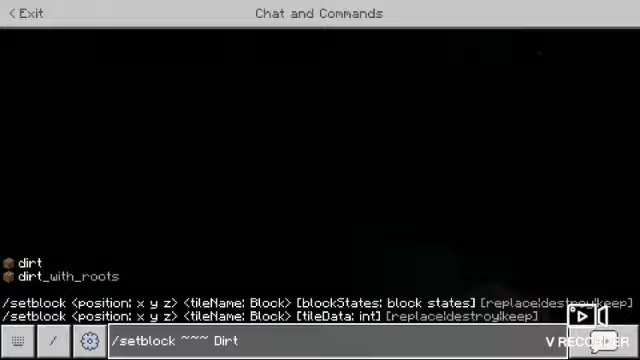 < Exit
Chat and Commands
dirt
dirt_with_roots
/setblock <position: x y z> <tileName: Block> [blockStates: block states] [replace|destroy|keep]
/setblock <position: x y z> <tileName: Block> [tileData: int] [replace|destroy|keep]
/
/setblock ~~~ Dirt
V RECORDER